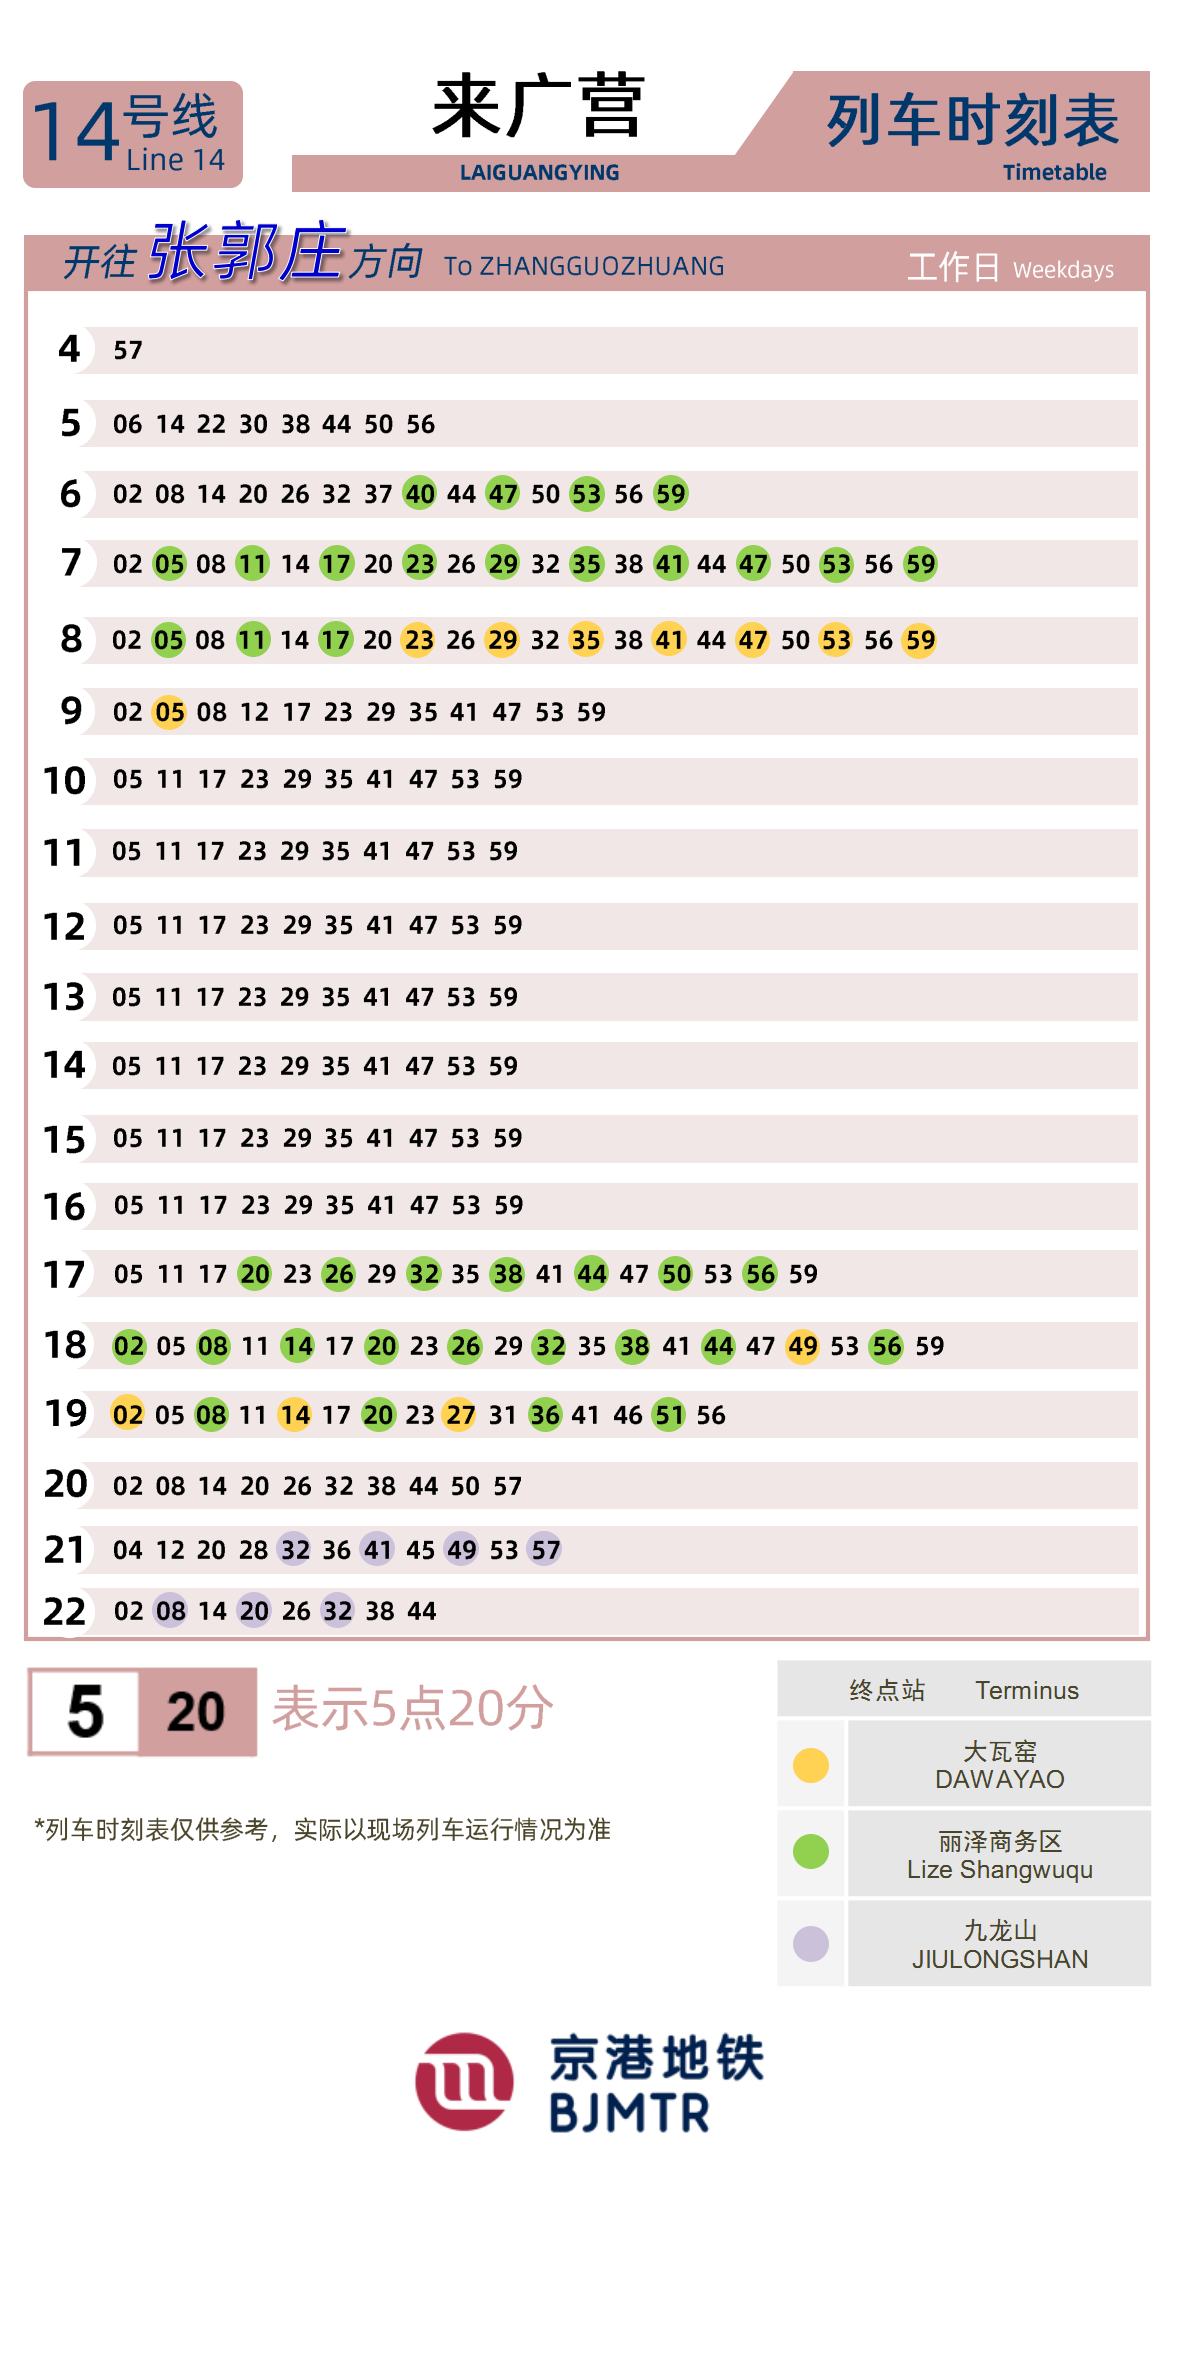 14号线
Line 14
来广营
LAIGUANGYING
列车时刻表
Timetable
开往 张郭庄 方向 To ZHANGGUOZHUANG 工作日 Weekdays
4 57
5 06 14 22 30 38 44 50 56
6 02 08 14 20 26 32 37 40 44 47 50 53 56 59
7 02 05 08 11 14 17 20 23 26 29 32 35 38 41 44 47 50 53 56 59
8 02 05 08 11 14 17 20 23 26 29 32 35 38 41 44 47 50 53 56 59
9 02 05 08 12 17 23 29 35 41 47 53 59
10 05 11 17 23 29 35 41 47 53 59
11 05 11 17 23 29 35 41 47 53 59
12 05 11 17 23 29 35 41 47 53 59
13 05 11 17 23 29 35 41 47 53 59
14 05 11 17 23 29 35 41 47 53 59
15 05 11 17 23 29 35 41 47 53 59
16 05 11 17 23 29 35 41 47 53 59
17 05 11 17 20 23 26 29 32 35 38 41 44 47 50 53 56 59
18 02 05 08 11 14 17 20 23 26 29 32 35 38 41 44 47 49 53 56 59
19 02 05 08 11 14 17 20 23 27 31 36 41 46 51 56
20 02 08 14 20 26 32 38 44 50 57
21 04 12 20 28 32 36 41 45 49 53 57
22 02 08 14 20 26 32 38 44
5 20 表示5点20分
*列车时刻表仅供参考，实际以现场列车运行情况为准
终点站 Terminus
大瓦窑
DAWAYAO
丽泽商务区
Lize Shangwuqu
九龙山
JIULONGSHAN
京港地铁
BJMTR